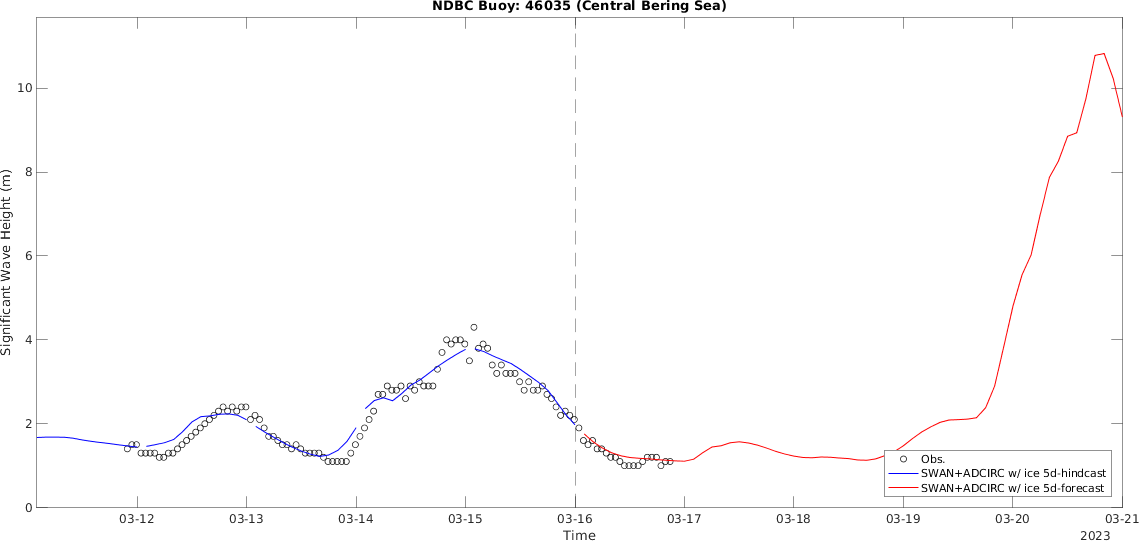 NDBC Buoy: 46035 (Central Bering Sea)
Significant Wave Height (m)
10
8
6
4
2
0
Obs.
SWAN+ADCIRC w/ ice 5d-hindcast
SWAN+ADCIRC w/ ice 5d-forecast
03-12 03-13 03-14 03-15 03-16 03-17 03-18 03-19 03-20 03-21
Time
2023